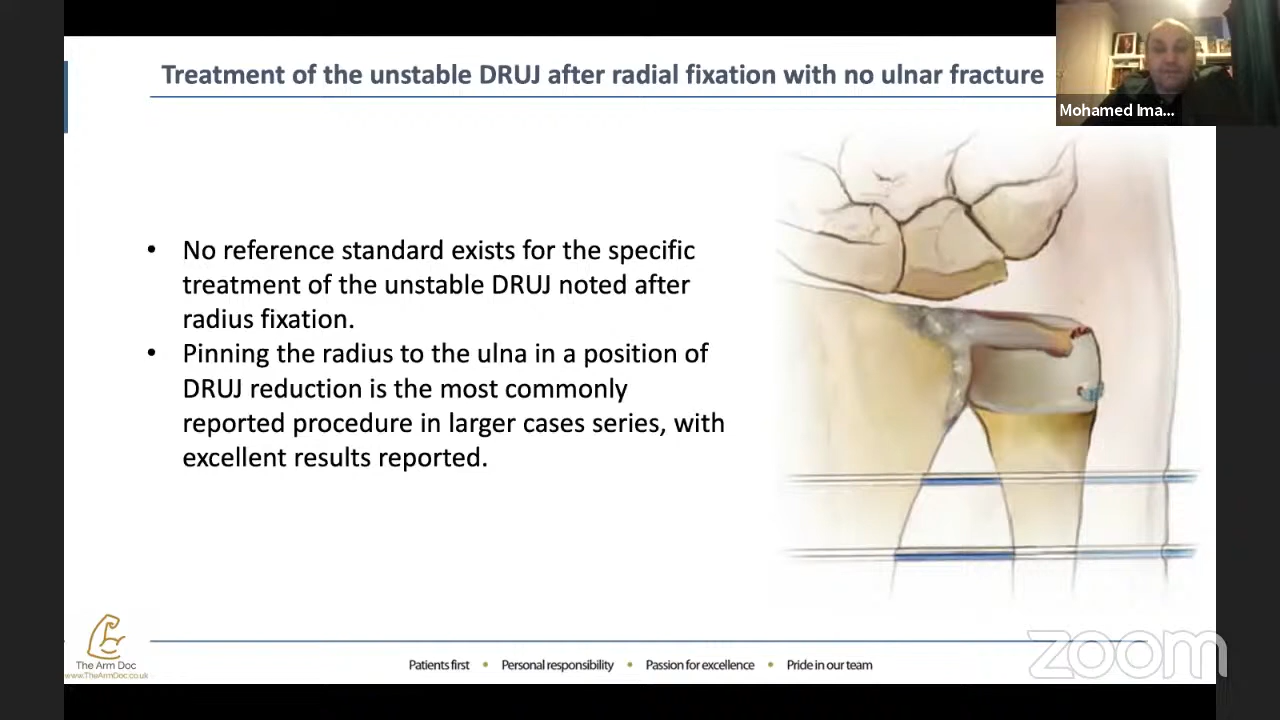 Treatment of the unstable DRUJ after radial fixation with no ulnar fracture
Mohamed Ima...
• No reference standard exists for the specific
treatment of the unstable DRUJ noted after
radius fixation.
• Pinning the radius to the ulna in a position of
DRUJ reduction is the most commonly
reported procedure in larger cases series, with
excellent results reported.
The Arm Doc
www.TheArmDoc.co.uk
Patients first • Personal responsibility • Passion for excellence • Pride in our team
zoom